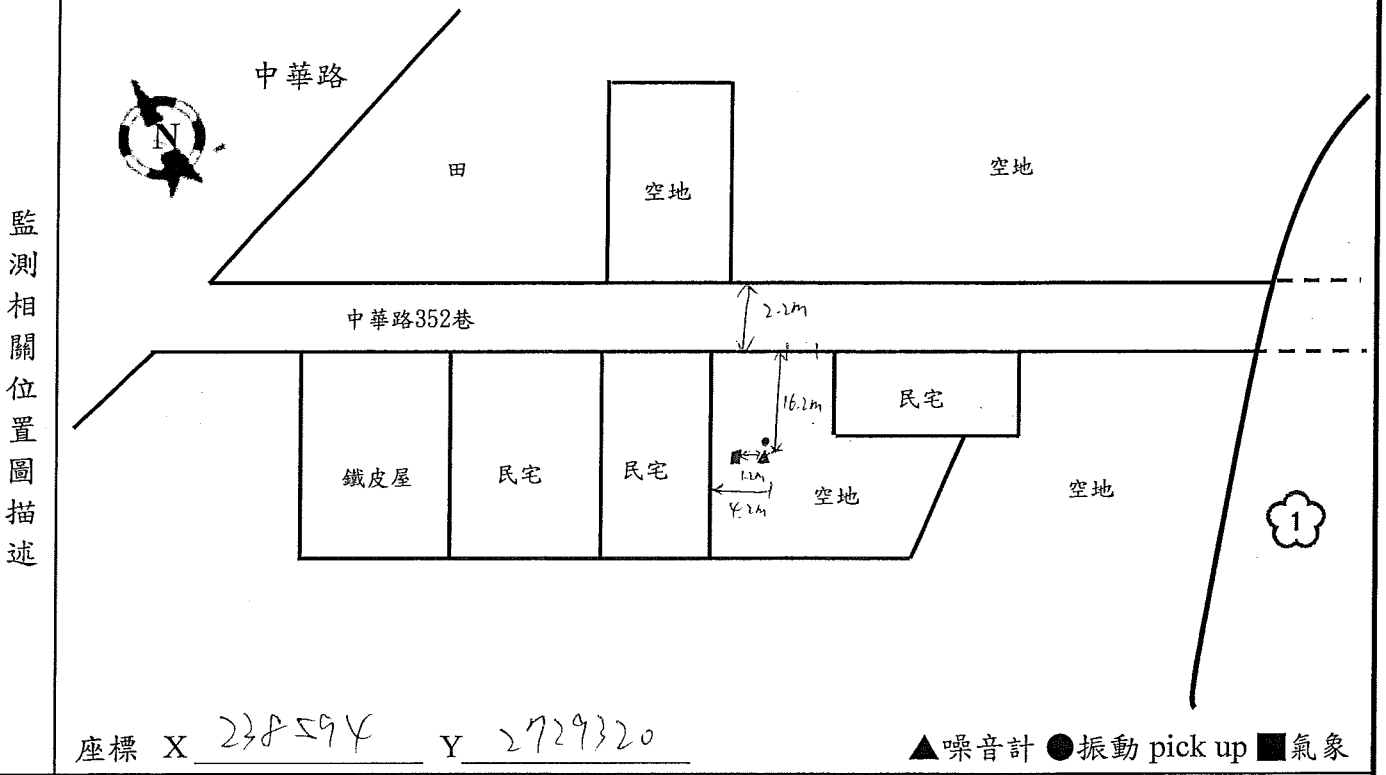 監測相關位置圖描述
中華路
N
田
空地
空地
中華路352巷
2.2m
16.2m
民宅
鐵皮屋
民宅
民宅
1.2m
4.2m
空地
空地
1
座標 X 238594 Y 2729320
▲噪音計 ●振動 pick up ■氣象